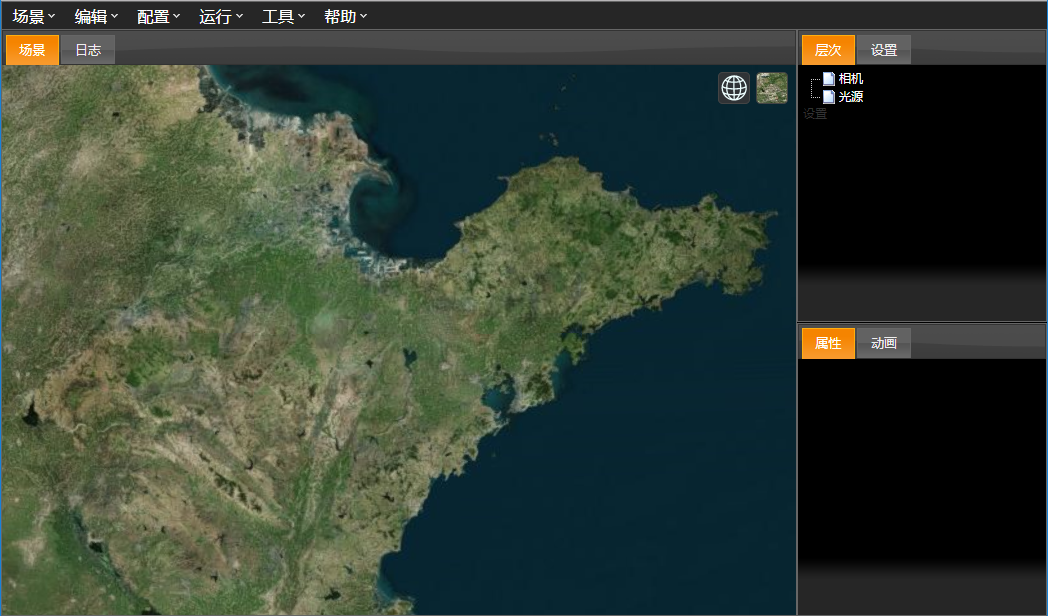 场景 编辑 配置 运行 工具 帮助
场景 日志
层次 设置
相机
光源
设置
属性 动画